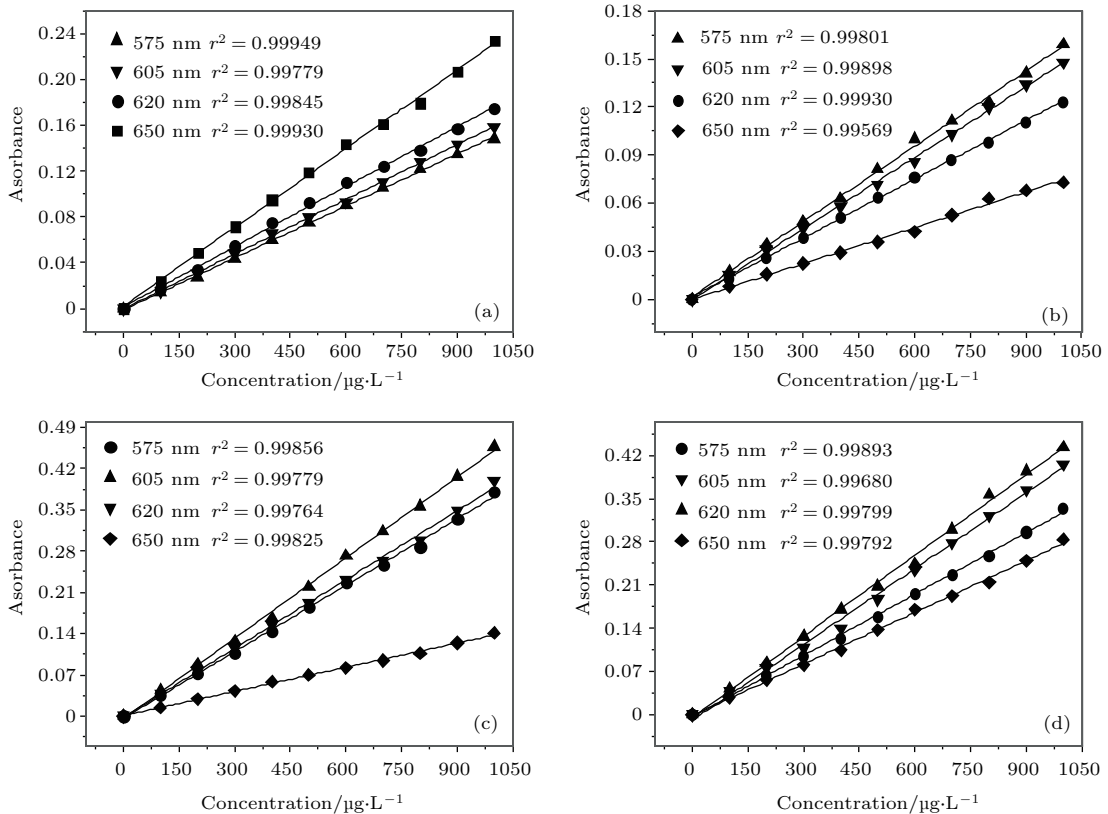 0.24
0.20
0.16
0.12
0.08
0.04
0
Asorbance
575 nm r² = 0.99949
605 nm r² = 0.99779
620 nm r² = 0.99845
650 nm r² = 0.99930
(a)
0 150 300 450 600 750 900 1050
Concentration/µg·L⁻¹
0.18
0.15
0.12
0.09
0.06
0.03
0
Asorbance
575 nm r² = 0.99801
605 nm r² = 0.99898
620 nm r² = 0.99930
650 nm r² = 0.99569
(b)
0 150 300 450 600 750 900 1050
Concentration/µg·L⁻¹
0.49
0.42
0.35
0.28
0.21
0.14
0.07
0
Asorbance
575 nm r² = 0.99856
605 nm r² = 0.99779
620 nm r² = 0.99764
650 nm r² = 0.99825
(c)
0 150 300 450 600 750 900 1050
Concentration/µg·L⁻¹
0.42
0.35
0.28
0.21
0.14
0.07
0
Asorbance
575 nm r² = 0.99893
605 nm r² = 0.99680
620 nm r² = 0.99799
650 nm r² = 0.99792
(d)
0 150 300 450 600 750 900 1050
Concentration/µg·L⁻¹